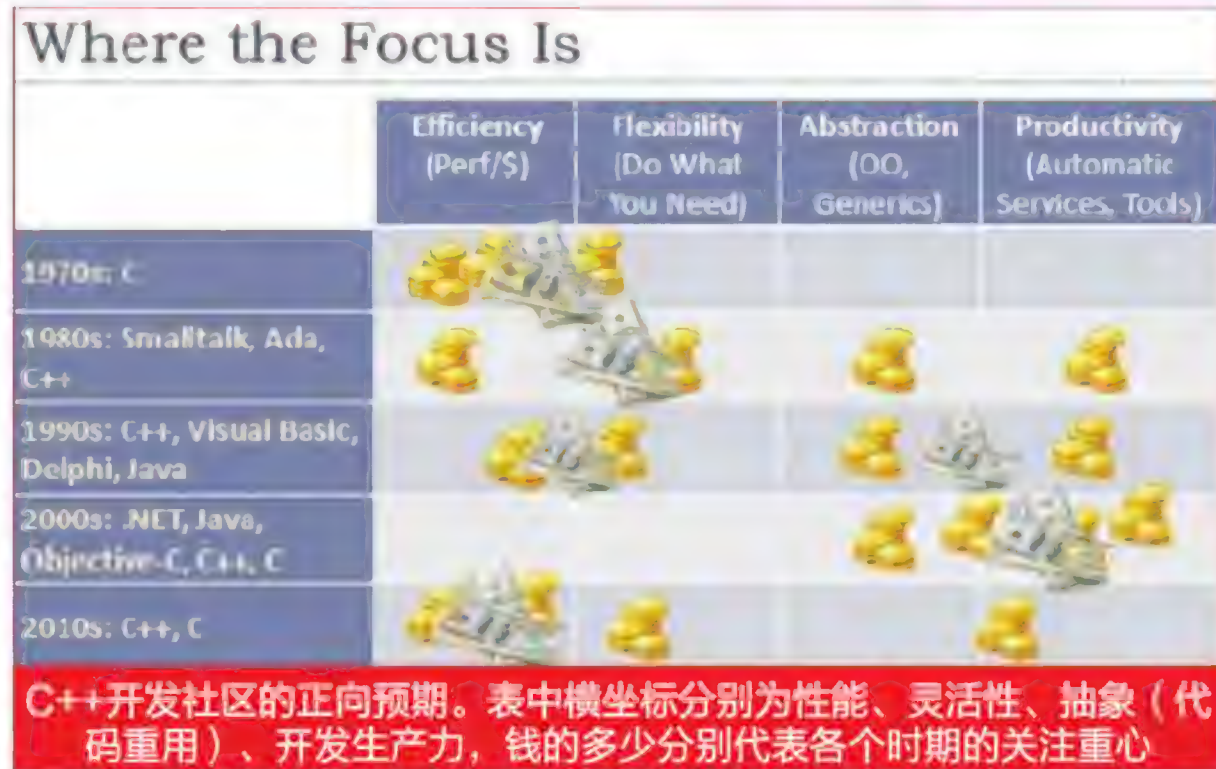 Where the Focus Is
Efficiency
(Perf/$)
Flexibility
(Do What
You Need)
Abstraction
(OO,
Generics)
Productivity
(Automatic
Services, Tools)
1970s: C
1980s: Smalltalk, Ada,
C++
1990s: C++, Visual Basic,
Delphi, Java
2000s: .NET, Java,
Objective-C, C++, C
2010s: C++, C
C++开发社区的正向预期。表中横坐标分别为性能、灵活性、抽象（代
码重用）、开发生产力，钱的多少分别代表各个时期的关注重心